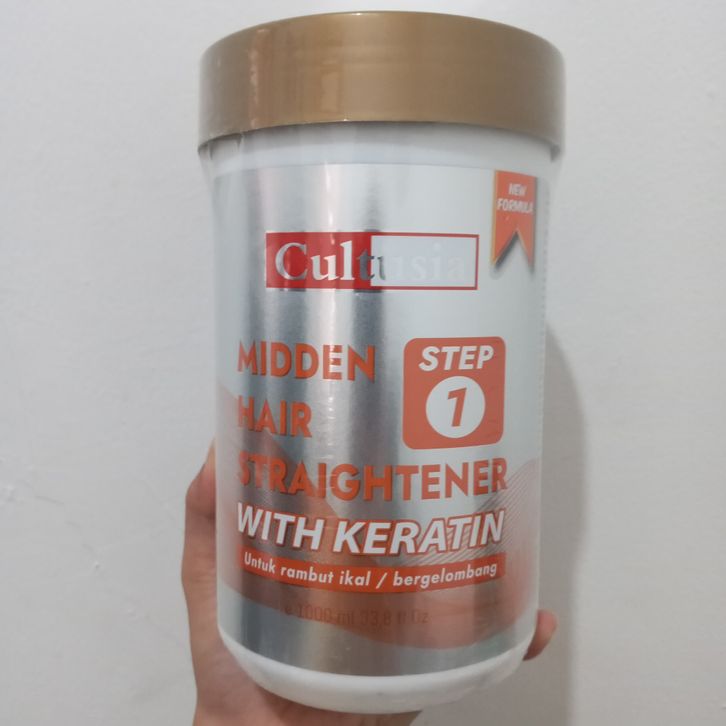 NEW
FORMULA
Cultusia
MIDDEN
HAIR
STRAIGHTENER
STEP
1
WITH KERATIN
Untuk rambut ikal / bergelombang
e 1000 ml 33,8 fl Oz